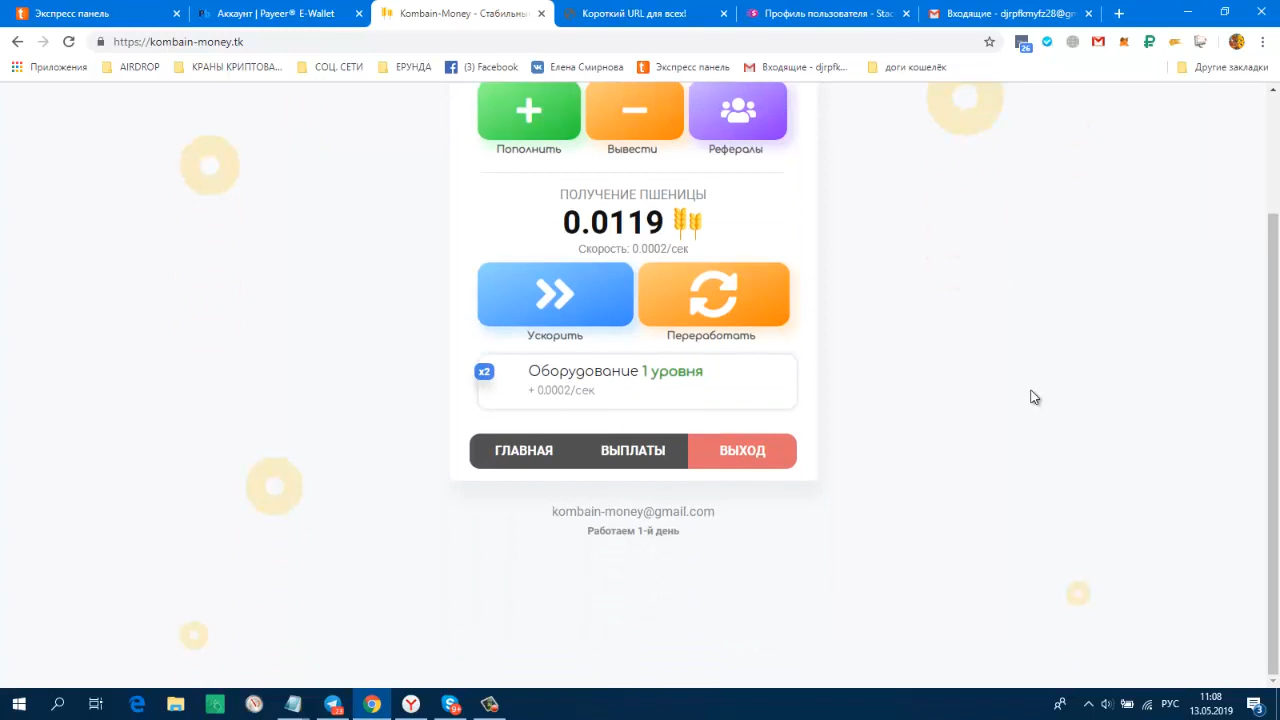 Экспресс панель
Аккаунт | Payeer® E-Wallet
Kombain-Money - Стабильны
Короткий URL для всех!
Профиль пользователя - Stac
Входящие - djrpfkmyfz28@gm
https://kombain-money.tk
26
Приложения
AIRDROP
КРАНЫ КРИПТОВА...
СОЦ. СЕТИ
ЕРУНДА
(3) Facebook
Елена Смирнова
Экспресс панель
Входящие - djrpfk...
доги кошелёк
Другие закладки
Пополнить
Вывести
Рефералы
ПОЛУЧЕНИЕ ПШЕНИЦЫ
0.0119
Скорость: 0.0002/сек
Ускорить
Переработать
x2
Оборудование 1 уровня
+ 0.0002/сек
ГЛАВНАЯ
ВЫПЛАТЫ
ВЫХОД
kombain-money@gmail.com
Работаем 1-й день
РУС
11:08
13.05.2019